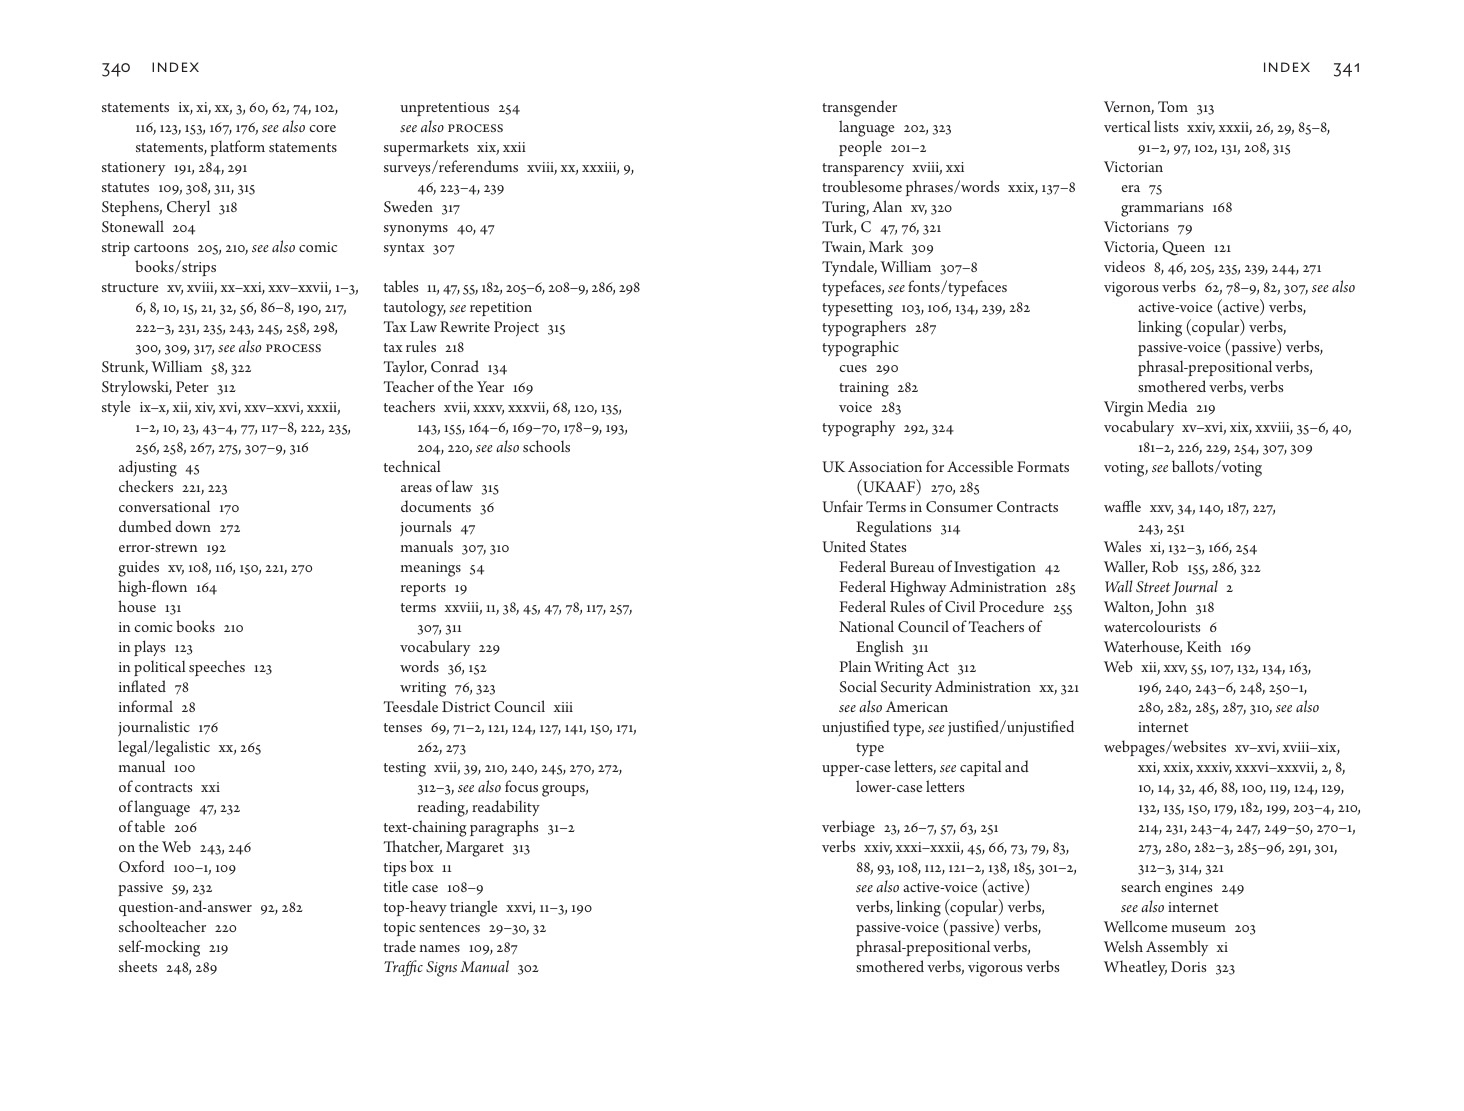 340 INDEX
statements ix, xi, xx, 3, 60, 62, 74, 102,
116, 123, 153, 167, 176, see also core
statements, platform statements
stationery 191, 284, 291
statutes 109, 308, 311, 315
Stephens, Cheryl 318
Stonewall 204
strip cartoons 205, 210, see also comic
books/strips
structure xv, xviii, xx–xxi, xxv–xxvii, 1–3,
6, 8, 10, 15, 21, 32, 56, 86–8, 190, 217,
222–3, 231, 235, 243, 245, 258, 298,
300, 309, 317, see also PROCESS
Strunk, William 58, 322
Strylowski, Peter 312
style ix–x, xii, xiv, xvi, xxv–xxvi, xxxii,
1–2, 10, 23, 43–4, 77, 117–8, 222, 235,
256, 258, 267, 275, 307–9, 316
adjusting 45
checkers 221, 223
conversational 170
dumbed down 272
error-strewn 192
guides xv, 108, 116, 150, 221, 270
high-flown 164
house 131
in comic books 210
in plays 123
in political speeches 123
inflated 78
informal 28
journalistic 176
legal/legalistic xx, 265
manual 100
of contracts xxi
of language 47, 232
of table 206
on the Web 243, 246
Oxford 100–1, 109
passive 59, 232
question-and-answer 92, 282
schoolteacher 220
self-mocking 219
sheets 248, 289
unpretentious 254
see also PROCESS
supermarkets xix, xxii
surveys/referendums xviii, xx, xxxiii, 9,
46, 223–4, 239
Sweden 317
synonyms 40, 47
syntax 307
tables 11, 47, 55, 182, 205–6, 208–9, 286, 298
tautology, see repetition
Tax Law Rewrite Project 315
tax rules 218
Taylor, Conrad 134
Teacher of the Year 169
teachers xvii, xxxv, xxxvii, 68, 120, 135,
143, 155, 164–6, 169–70, 178–9, 193,
204, 220, see also schools
technical
areas of law 315
documents 36
journals 47
manuals 307, 310
meanings 54
reports 19
terms xxviii, 11, 38, 45, 47, 78, 117, 257,
307, 311
vocabulary 229
words 36, 152
writing 76, 323
Teesdale District Council xiii
tenses 69, 71–2, 121, 124, 127, 141, 150, 171,
262, 273
testing xvii, 39, 210, 240, 245, 270, 272,
312–3, see also focus groups,
reading, readability
text-chaining paragraphs 31–2
Thatcher, Margaret 313
tips box 11
title case 108–9
top-heavy triangle xxvi, 11–3, 190
topic sentences 29–30, 32
trade names 109, 287
Traffic Signs Manual 302
INDEX 341
transgender
language 202, 323
people 201–2
transparency xviii, xxi
troublesome phrases/words xxix, 137–8
Turing, Alan xv, 320
Turk, C 47, 76, 321
Twain, Mark 309
Tyndale, William 307–8
typefaces, see fonts/typefaces
typesetting 103, 106, 134, 239, 282
typographers 287
typographic
cues 290
training 282
voice 283
typography 292, 324
UK Association for Accessible Formats
(UKAAF) 270, 285
Unfair Terms in Consumer Contracts
Regulations 314
United States
Federal Bureau of Investigation 42
Federal Highway Administration 285
Federal Rules of Civil Procedure 255
National Council of Teachers of
English 311
Plain Writing Act 312
Social Security Administration xx, 321
see also American
unjustified type, see justified/unjustified
type
upper-case letters, see capital and
lower-case letters
verbiage 23, 26–7, 57, 63, 251
verbs xxiv, xxxi–xxxii, 45, 66, 73, 79, 83,
88, 93, 108, 112, 121–2, 138, 185, 301–2,
see also active-voice (active)
verbs, linking (copular) verbs,
passive-voice (passive) verbs,
phrasal-prepositional verbs,
smothered verbs, vigorous verbs
Vernon, Tom 313
vertical lists xxiv, xxxii, 26, 29, 85–8,
91–2, 97, 102, 131, 208, 315
Victorian
era 75
grammarians 168
Victorians 79
Victoria, Queen 121
videos 8, 46, 205, 235, 239, 244, 271
vigorous verbs 62, 78–9, 82, 307, see also
active-voice (active) verbs,
linking (copular) verbs,
passive-voice (passive) verbs,
phrasal-prepositional verbs,
smothered verbs, verbs
Virgin Media 219
vocabulary xv–xvi, xix, xxviii, 35–6, 40,
181–2, 226, 229, 254, 307, 309
voting, see ballots/voting
waffle xxv, 34, 140, 187, 227,
243, 251
Wales xi, 132–3, 166, 254
Waller, Rob 155, 286, 322
Wall Street Journal 2
Walton, John 318
watercolourists 6
Waterhouse, Keith 169
Web xii, xxv, 55, 107, 132, 134, 163,
196, 240, 243–6, 248, 250–1,
280, 282, 285, 287, 310, see also
internet
webpages/websites xv–xvi, xviii–xix,
xxi, xxix, xxxiv, xxxvi–xxxvii, 2, 8,
10, 14, 32, 46, 88, 100, 119, 124, 129,
132, 135, 150, 179, 182, 199, 203–4, 210,
214, 231, 243–4, 247, 249–50, 270–1,
273, 280, 282–3, 285–96, 291, 301,
312–3, 314, 321
search engines 249
see also internet
Wellcome museum 203
Welsh Assembly xi
Wheatley, Doris 323